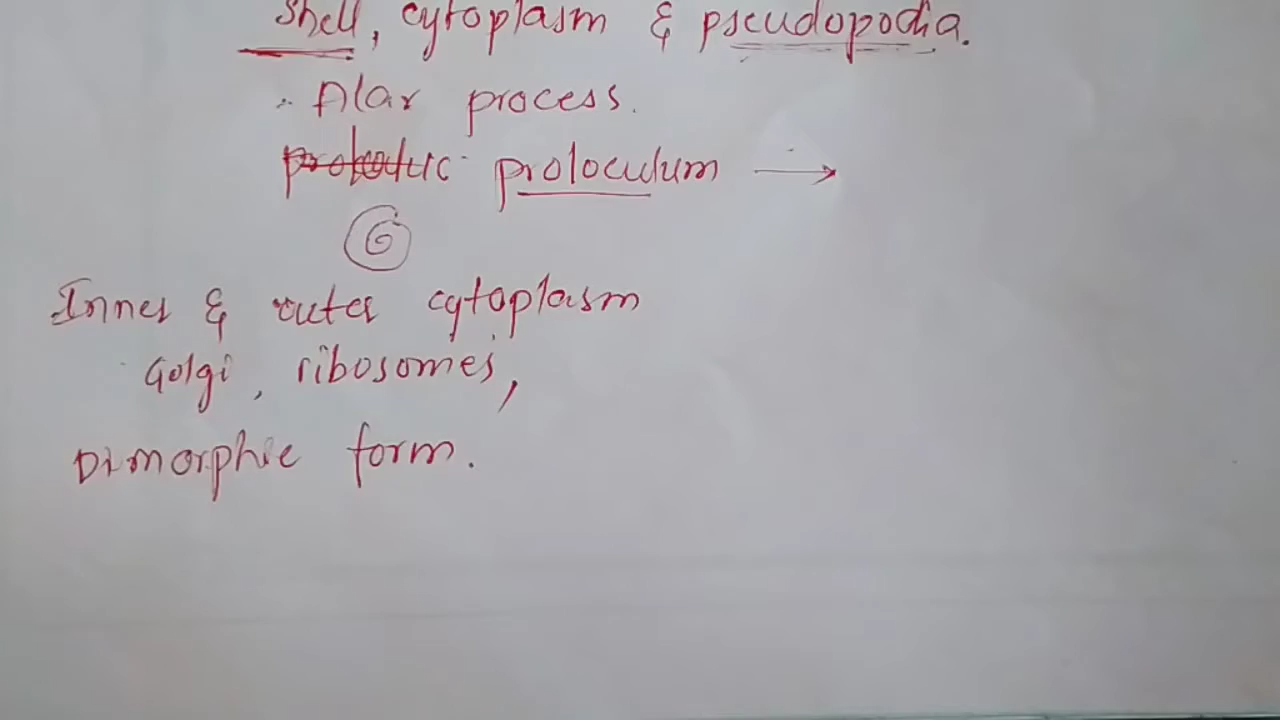 Shell, cytoplasm & pseudopodia.
Alar process.
proloculum →
Inner & outer cytoplasm
Golgi, ribosomes,
Dimorphic form.